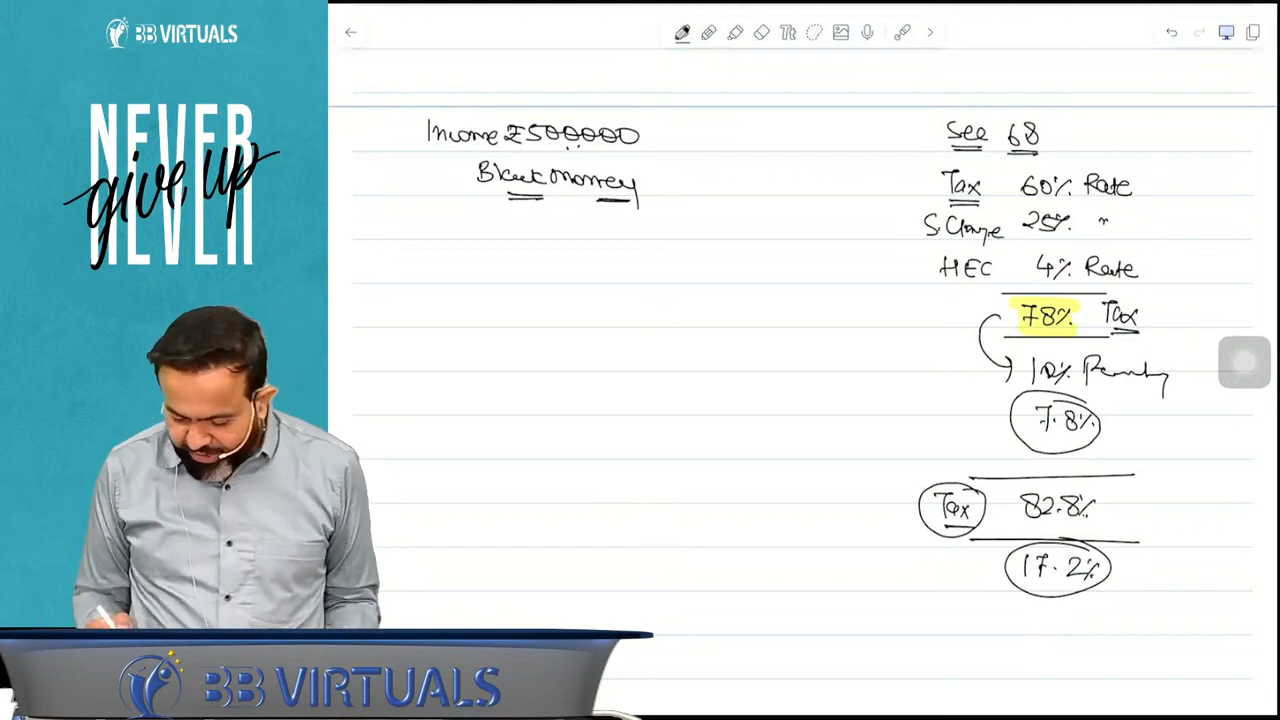 BB VIRTUALS
NEVER
give up
NEVER
Income ₹500000
Black money
Sec 68
Tax 60% Rate
S. Charge 25% "
HEC 4% Rate
78% Tax
10% Penalty
7.8%
Tax 82.8%
17.2%
BB VIRTUALS